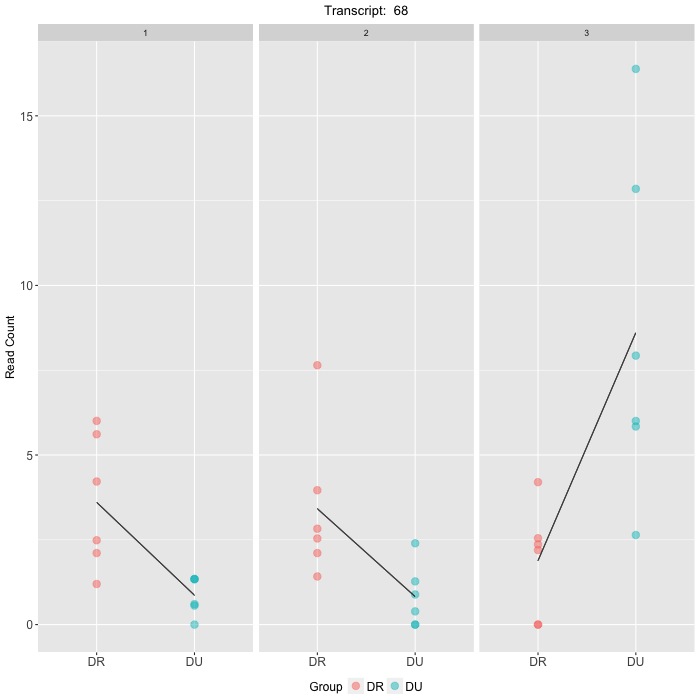 Transcript:  68
1 2 3
15
10
5
0
Read Count
DR DU DR DU DR DU
Group DR DU